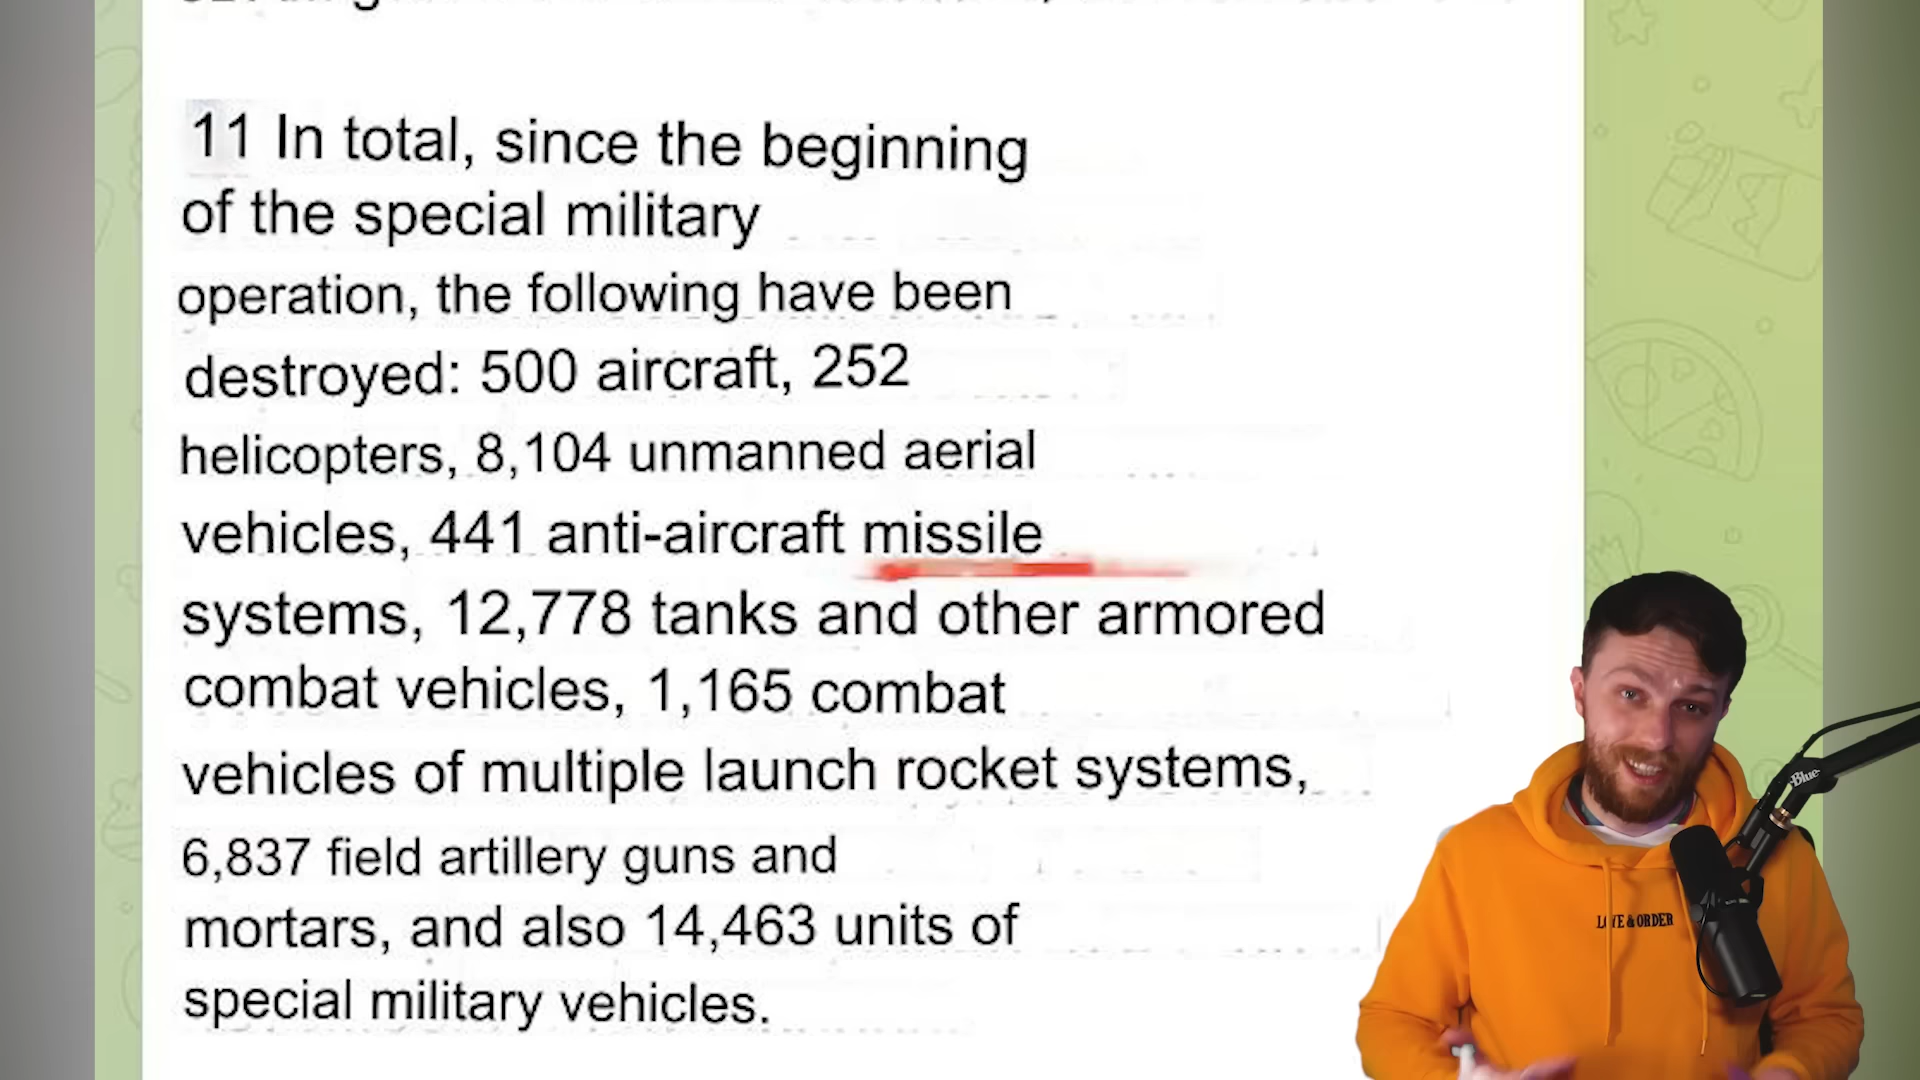 11 In total, since the beginning
of the special military
operation, the following have been
destroyed: 500 aircraft, 252
helicopters, 8,104 unmanned aerial
vehicles, 441 anti-aircraft missile
systems, 12,778 tanks and other armored
combat vehicles, 1,165 combat
vehicles of multiple launch rocket systems,
6,837 field artillery guns and
mortars, and also 14,463 units of
special military vehicles.
LOVE & ORDER
Blue